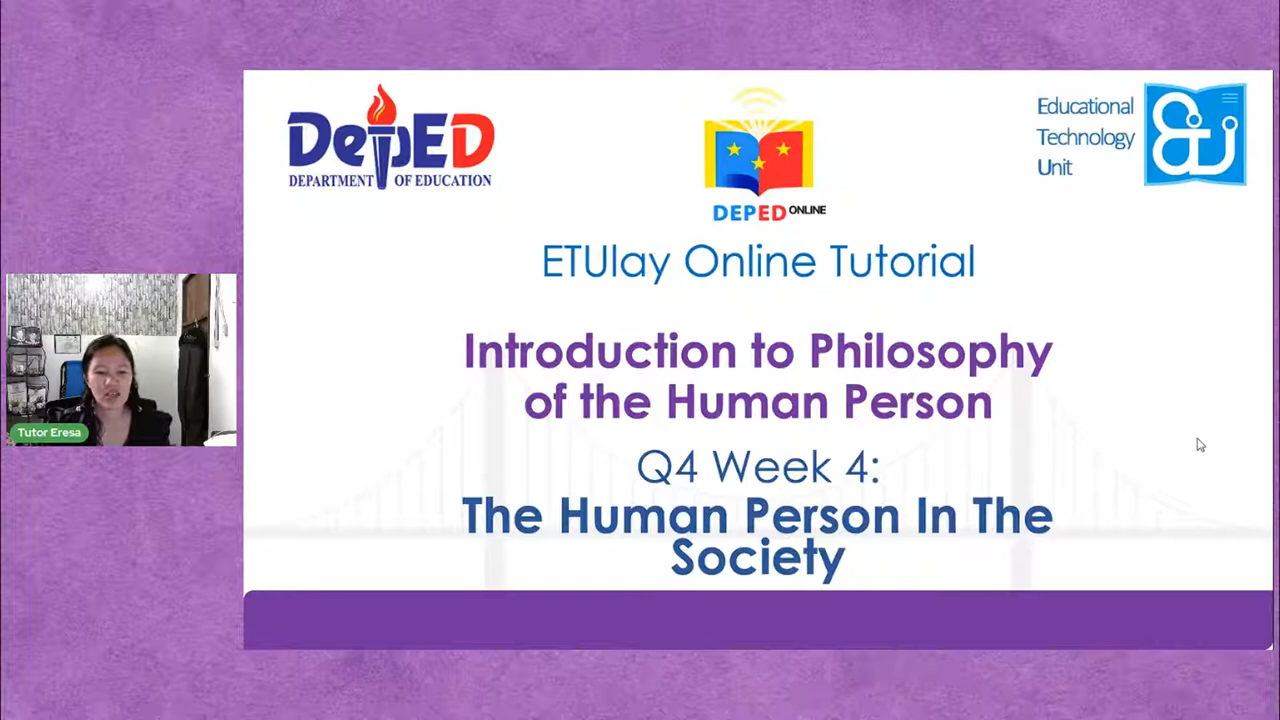 DepED
DEPARTMENT OF EDUCATION
DEPED ONLINE
Educational
Technology
Unit
ETUlay Online Tutorial
Introduction to Philosophy
of the Human Person
Q4 Week 4:
The Human Person In The
Society
Tutor Eresa